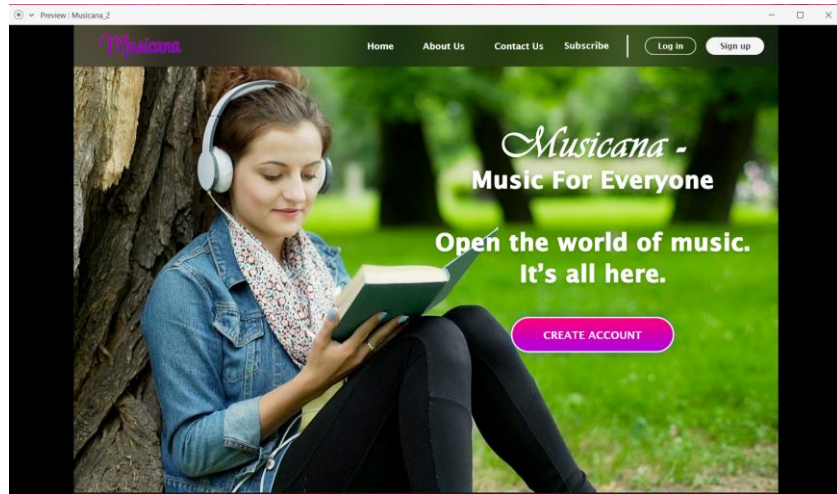 Preview : Musicana_2
Musicana
Home About Us Contact Us Subscribe Log in Sign up
Musicana -
Music For Everyone
Open the world of music.
It's all here.
CREATE ACCOUNT